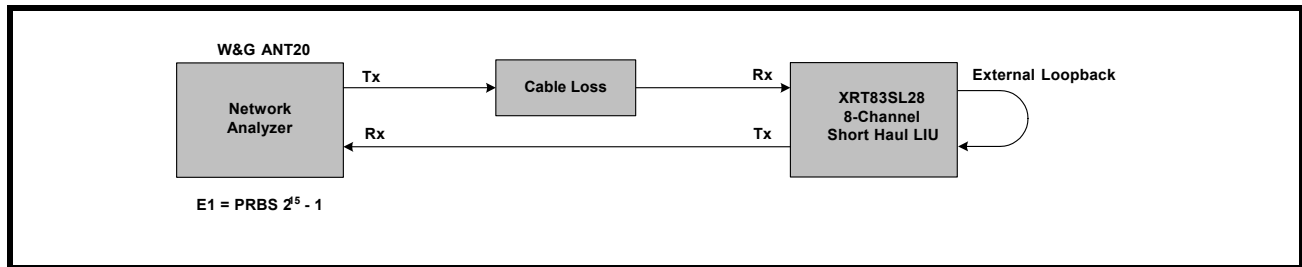 W&G ANT20
Network
Analyzer
Tx
Rx
Cable Loss
Rx
Tx
XRT83SL28
8-Channel
Short Haul LIU
External Loopback
E1 = PRBS 2¹⁵ - 1